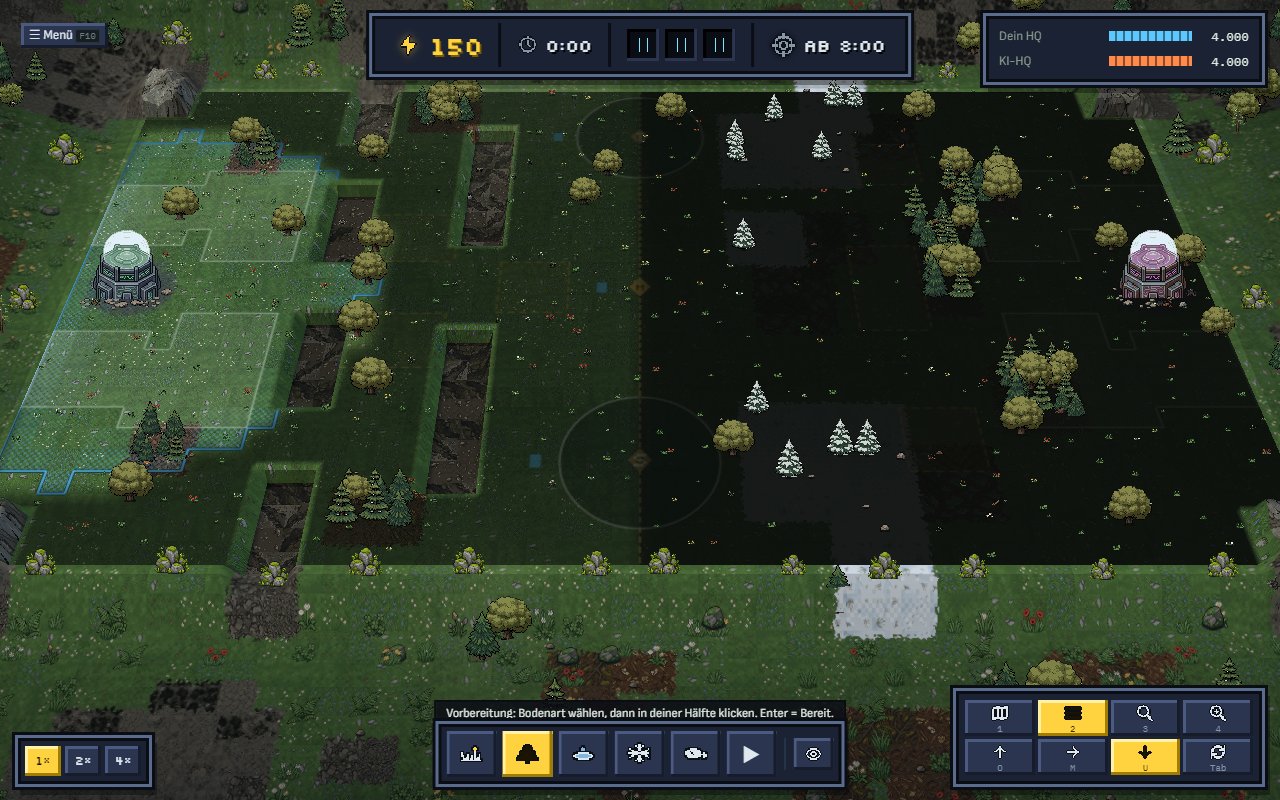 ☰ Menü F10
150
0:00
AB 8:00
Dein HQ 4.000
KI-HQ 4.000
Vorbereitung: Bodenart wählen, dann in deiner Hälfte klicken. Enter = Bereit.
1× 2× 4×
1 2 3 4
O M U Tab